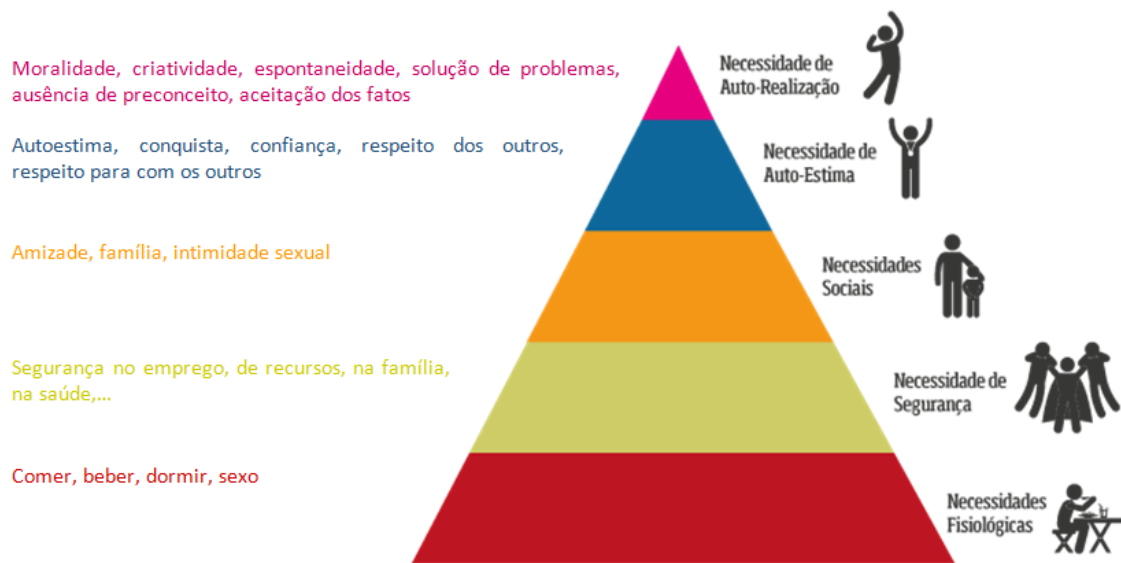 Moralidade, criatividade, espontaneidade, solução de problemas,
ausência de preconceito, aceitação dos fatos
Necessidade de
Auto-Realização
Autoestima, conquista, confiança, respeito dos outros,
respeito para com os outros
Necessidade de
Auto-Estima
Amizade, família, intimidade sexual
Necessidades
Sociais
Segurança no emprego, de recursos, na família,
na saúde,...
Necessidade de
Segurança
Comer, beber, dormir, sexo
Necessidades
Fisiológicas